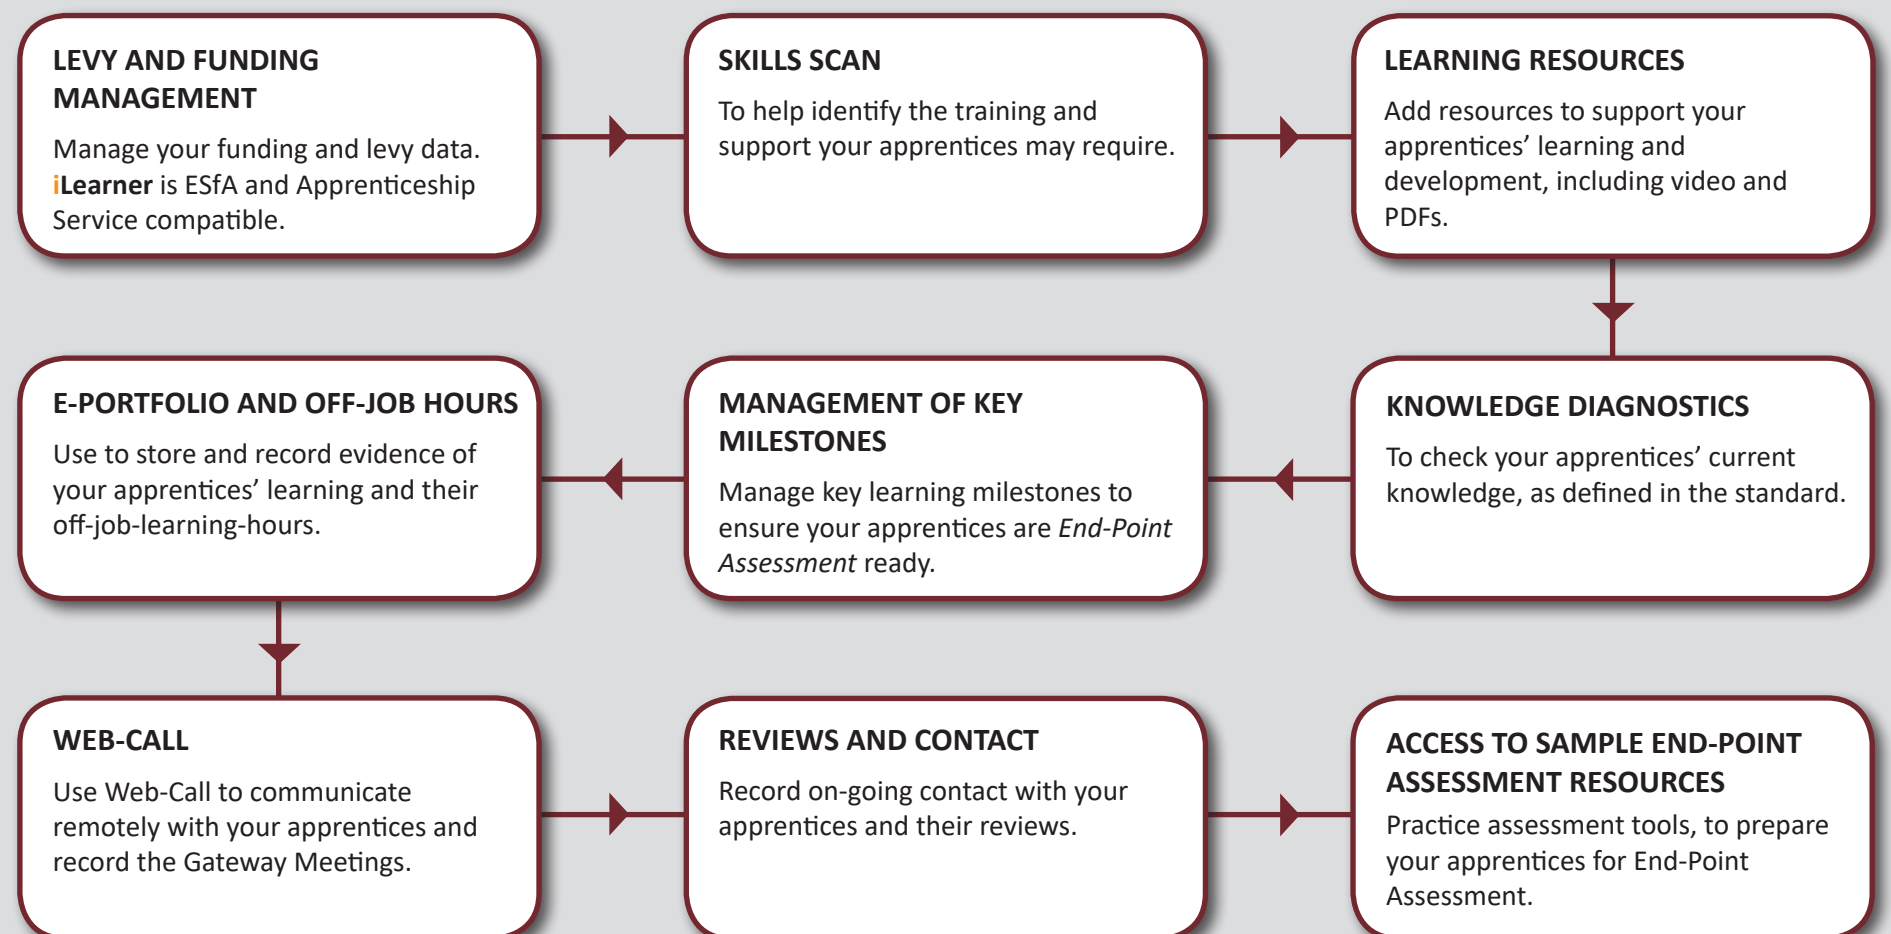 LEVY AND FUNDING
MANAGEMENT
Manage your funding and levy data.
iLearner is ESfA and Apprenticeship
Service compatible.
SKILLS SCAN
To help identify the training and
support your apprentices may require.
LEARNING RESOURCES
Add resources to support your
apprentices’ learning and
development, including video and
PDFs.
KNOWLEDGE DIAGNOSTICS
To check your apprentices’ current
knowledge, as defined in the standard.
MANAGEMENT OF KEY
MILESTONES
Manage key learning milestones to
ensure your apprentices are End-Point
Assessment ready.
E-PORTFOLIO AND OFF-JOB HOURS
Use to store and record evidence of
your apprentices’ learning and their
off-job-learning-hours.
WEB-CALL
Use Web-Call to communicate
remotely with your apprentices and
record the Gateway Meetings.
REVIEWS AND CONTACT
Record on-going contact with your
apprentices and their reviews.
ACCESS TO SAMPLE END-POINT
ASSESSMENT RESOURCES
Practice assessment tools, to prepare
your apprentices for End-Point
Assessment.